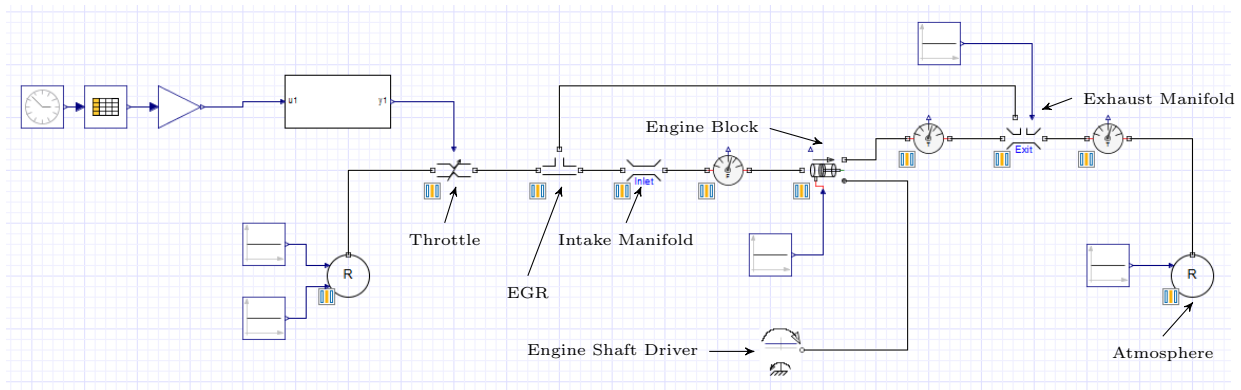 Exhaust Manifold
u1
y1
Engine Block
Exit
Inlet
Throttle
Intake Manifold
R
R
EGR
Engine Shaft Driver
Atmosphere